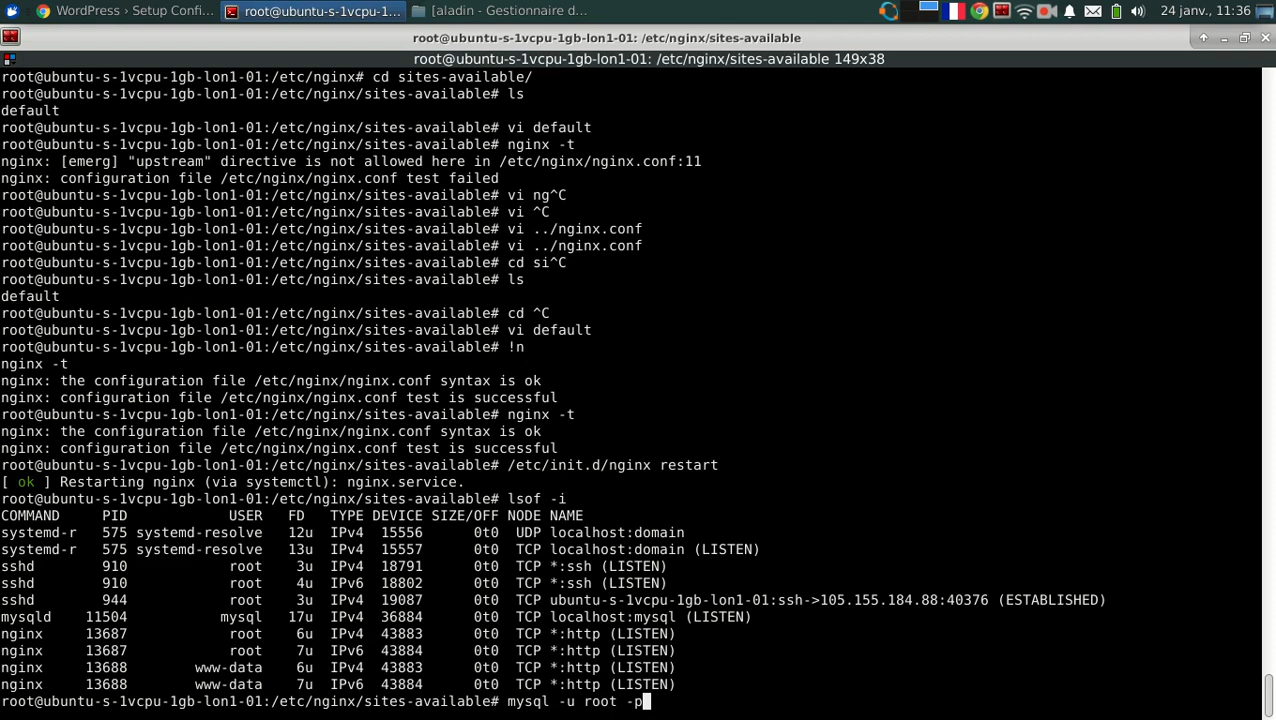 WordPress › Setup Confi...
root@ubuntu-s-1vcpu-1...
[aladin - Gestionnaire d...
24 janv., 11:36
root@ubuntu-s-1vcpu-1gb-lon1-01: /etc/nginx/sites-available
root@ubuntu-s-1vcpu-1gb-lon1-01: /etc/nginx/sites-available 149x38
root@ubuntu-s-1vcpu-1gb-lon1-01:/etc/nginx# cd sites-available/
root@ubuntu-s-1vcpu-1gb-lon1-01:/etc/nginx/sites-available# ls
default
root@ubuntu-s-1vcpu-1gb-lon1-01:/etc/nginx/sites-available# vi default
root@ubuntu-s-1vcpu-1gb-lon1-01:/etc/nginx/sites-available# nginx -t
nginx: [emerg] "upstream" directive is not allowed here in /etc/nginx/nginx.conf:11
nginx: configuration file /etc/nginx/nginx.conf test failed
root@ubuntu-s-1vcpu-1gb-lon1-01:/etc/nginx/sites-available# vi ng^C
root@ubuntu-s-1vcpu-1gb-lon1-01:/etc/nginx/sites-available# vi ^C
root@ubuntu-s-1vcpu-1gb-lon1-01:/etc/nginx/sites-available# vi ../nginx.conf
root@ubuntu-s-1vcpu-1gb-lon1-01:/etc/nginx/sites-available# vi ../nginx.conf
root@ubuntu-s-1vcpu-1gb-lon1-01:/etc/nginx/sites-available# cd si^C
root@ubuntu-s-1vcpu-1gb-lon1-01:/etc/nginx/sites-available# ls
default
root@ubuntu-s-1vcpu-1gb-lon1-01:/etc/nginx/sites-available# cd ^C
root@ubuntu-s-1vcpu-1gb-lon1-01:/etc/nginx/sites-available# vi default
root@ubuntu-s-1vcpu-1gb-lon1-01:/etc/nginx/sites-available# !n
nginx -t
nginx: the configuration file /etc/nginx/nginx.conf syntax is ok
nginx: configuration file /etc/nginx/nginx.conf test is successful
root@ubuntu-s-1vcpu-1gb-lon1-01:/etc/nginx/sites-available# nginx -t
nginx: the configuration file /etc/nginx/nginx.conf syntax is ok
nginx: configuration file /etc/nginx/nginx.conf test is successful
root@ubuntu-s-1vcpu-1gb-lon1-01:/etc/nginx/sites-available# /etc/init.d/nginx restart
[ ok ] Restarting nginx (via systemctl): nginx.service.
root@ubuntu-s-1vcpu-1gb-lon1-01:/etc/nginx/sites-available# lsof -i
COMMAND     PID            USER   FD   TYPE DEVICE SIZE/OFF NODE NAME
systemd-r   575 systemd-resolve   12u  IPv4  15556      0t0  UDP localhost:domain
systemd-r   575 systemd-resolve   13u  IPv4  15557      0t0  TCP localhost:domain (LISTEN)
sshd        910            root    3u  IPv4  18791      0t0  TCP *:ssh (LISTEN)
sshd        910            root    4u  IPv6  18802      0t0  TCP *:ssh (LISTEN)
sshd        944            root    3u  IPv4  19087      0t0  TCP ubuntu-s-1vcpu-1gb-lon1-01:ssh->105.155.184.88:40376 (ESTABLISHED)
mysqld    11504           mysql   17u  IPv4  36884      0t0  TCP localhost:mysql (LISTEN)
nginx     13687            root    6u  IPv4  43883      0t0  TCP *:http (LISTEN)
nginx     13687            root    7u  IPv6  43884      0t0  TCP *:http (LISTEN)
nginx     13688        www-data    6u  IPv4  43883      0t0  TCP *:http (LISTEN)
nginx     13688        www-data    7u  IPv6  43884      0t0  TCP *:http (LISTEN)
root@ubuntu-s-1vcpu-1gb-lon1-01:/etc/nginx/sites-available# mysql -u root -p